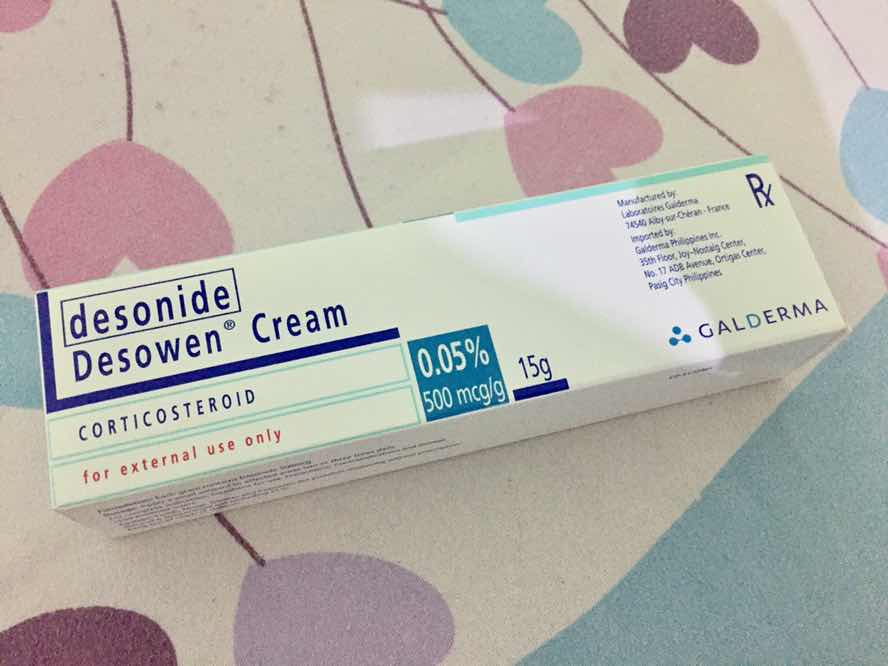 desonide
Desowen® Cream
CORTICOSTEROID
for external use only
0.05%
500 mcg/g
15g
Manufactured by:
Laboratoires Galderma
74540 Alby-sur-Chéran - France
Imported by:
Galderma Philippines Inc.
35th Floor, Joy-Nostalg Center,
No. 17 ADB Avenue, Ortigas Center,
Pasig City Philippines
Rx
GALDERMA